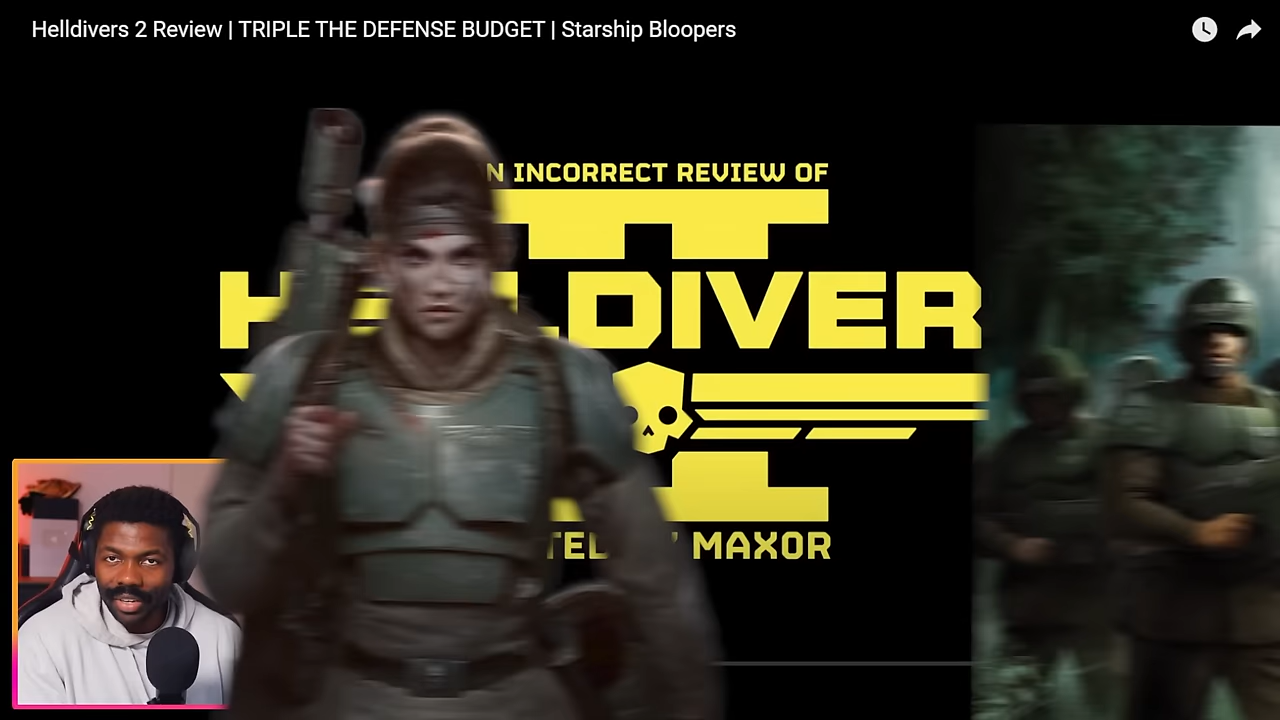 Helldivers 2 Review | TRIPLE THE DEFENSE BUDGET | Starship Bloopers
N INCORRECT REVIEW OF
DIVER
MAXOR